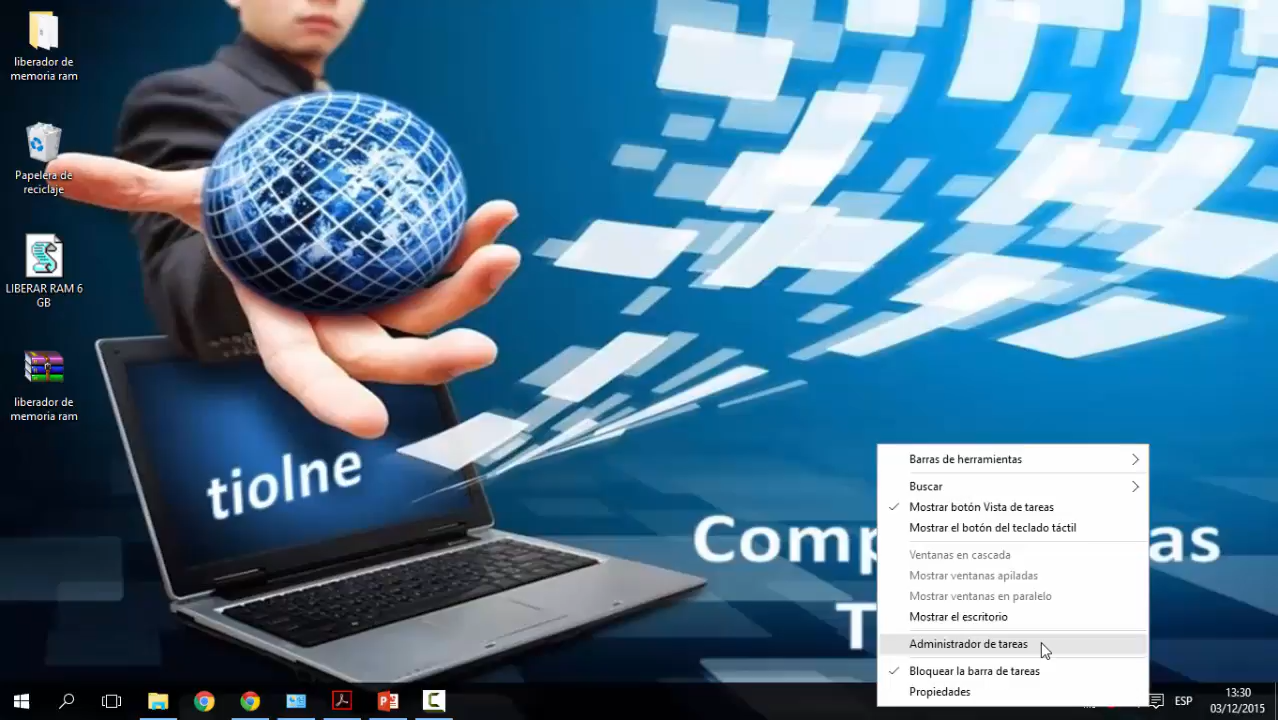 liberador de
memoria ram
Papelera de
reciclaje
LIBERAR RAM 6
GB
liberador de
memoria ram
tiolne
Barras de herramientas
Buscar
Mostrar botón Vista de tareas
Mostrar el botón del teclado táctil
Ventanas en cascada
Mostrar ventanas apiladas
Mostrar ventanas en paralelo
Mostrar el escritorio
Administrador de tareas
Bloquear la barra de tareas
Propiedades
ESP
13:30
03/12/2015